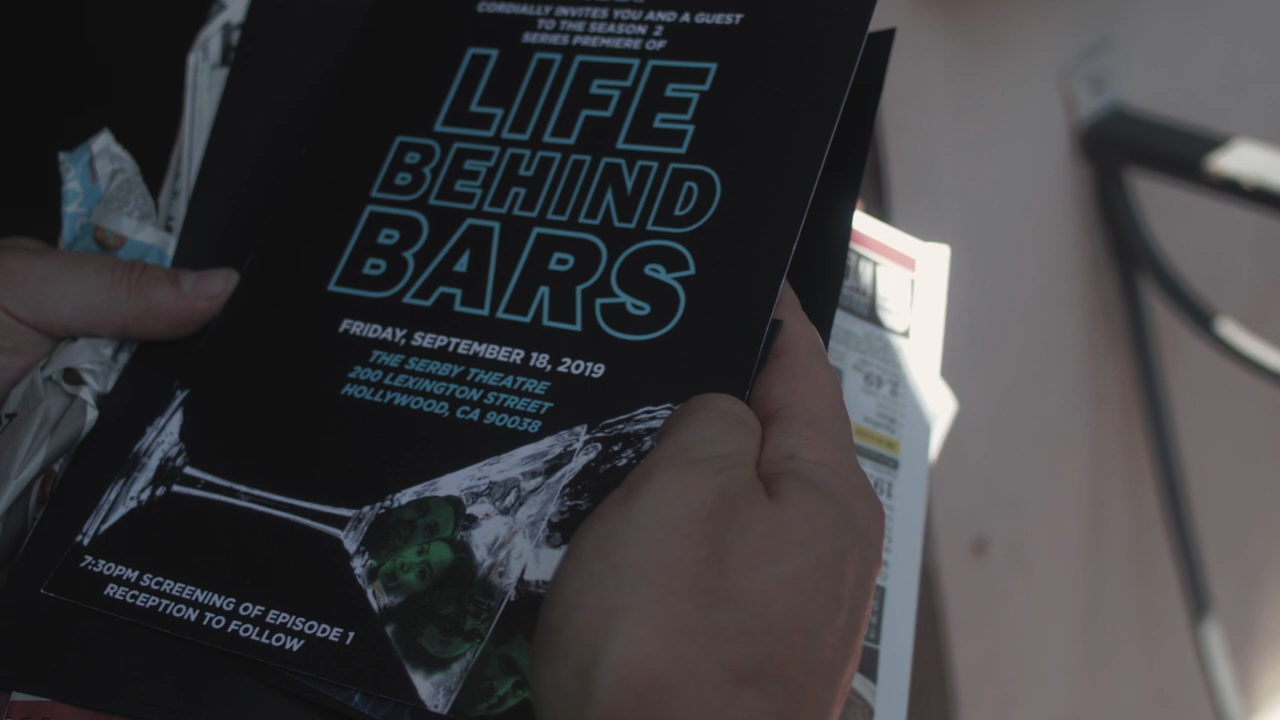 CORDIALLY INVITES YOU AND A GUEST
TO THE SEASON 2
SERIES PREMIERE OF
LIFE
BEHIND
BARS
FRIDAY, SEPTEMBER 18, 2019
THE SERBY THEATRE
200 LEXINGTON STREET
HOLLYWOOD, CA 90038
7:30PM SCREENING OF EPISODE 1
RECEPTION TO FOLLOW